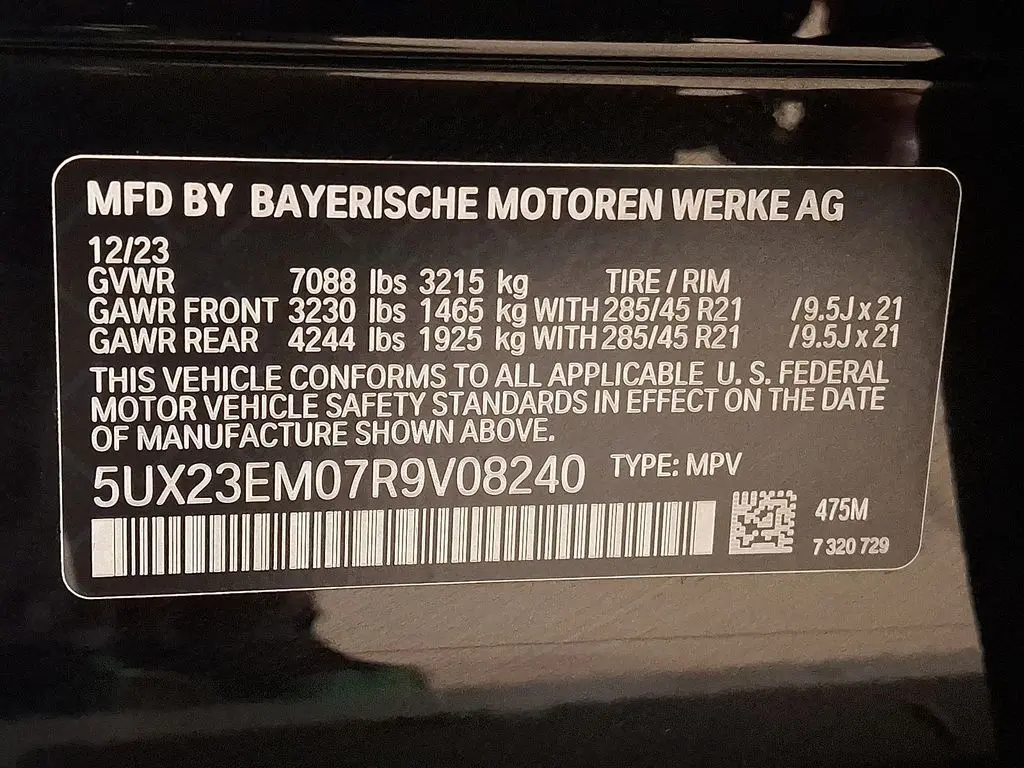 MFD BY BAYERISCHE MOTOREN WERKE AG
12/23
GVWR 7088 lbs 3215 kg TIRE / RIM
GAWR FRONT 3230 lbs 1465 kg WITH 285/45 R21 /9.5J x 21
GAWR REAR 4244 lbs 1925 kg WITH 285/45 R21 /9.5J x 21
THIS VEHICLE CONFORMS TO ALL APPLICABLE U. S. FEDERAL
MOTOR VEHICLE SAFETY STANDARDS IN EFFECT ON THE DATE
OF MANUFACTURE SHOWN ABOVE.
5UX23EM07R9V08240 TYPE: MPV
475M
7 320 729